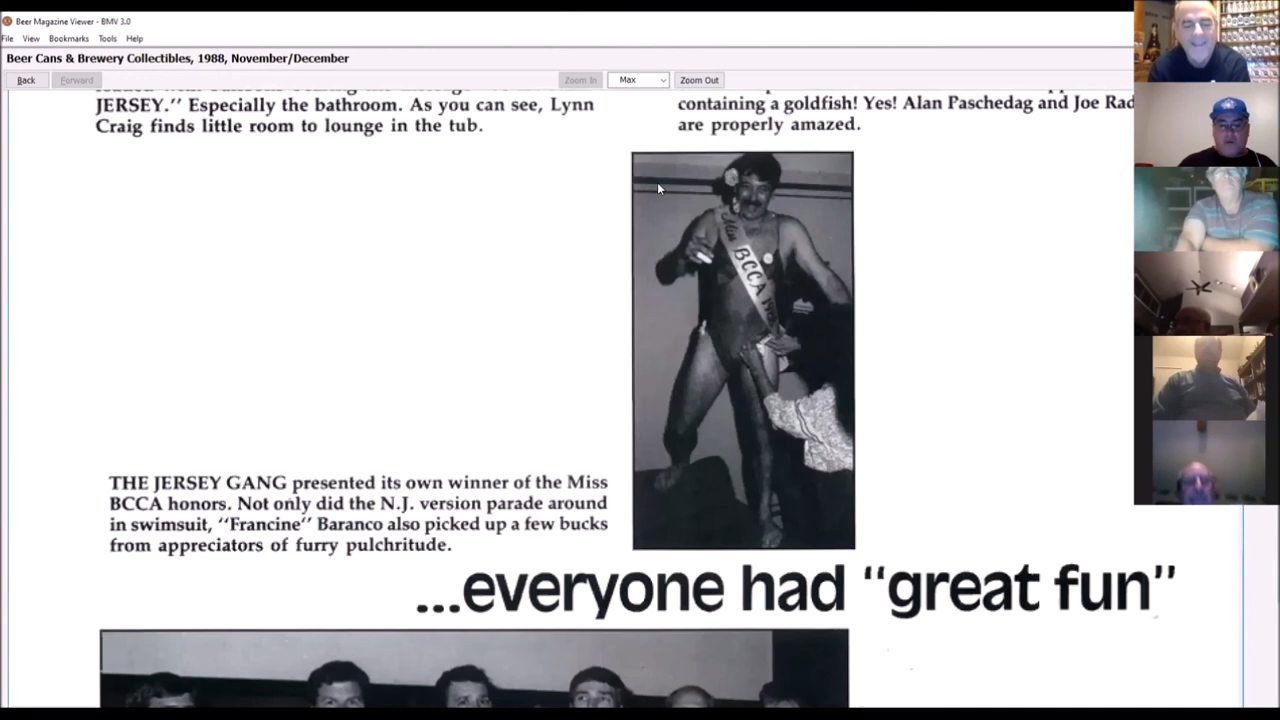 Beer Magazine Viewer - BMV 3.0
File View Bookmarks Tools Help
Beer Cans & Brewery Collectibles, 1988, November/December
Back Forward Zoom In Max Zoom Out
JERSEY.” Especially the bathroom. As you can see, Lynn
Craig finds little room to lounge in the tub.
containing a goldfish! Yes! Alan Paschedag and Joe Rad
are properly amazed.
BCCA
THE JERSEY GANG presented its own winner of the Miss
BCCA honors. Not only did the N.J. version parade around
in swimsuit, “Francine” Baranco also picked up a few bucks
from appreciators of furry pulchritude.
...everyone had “great fun”